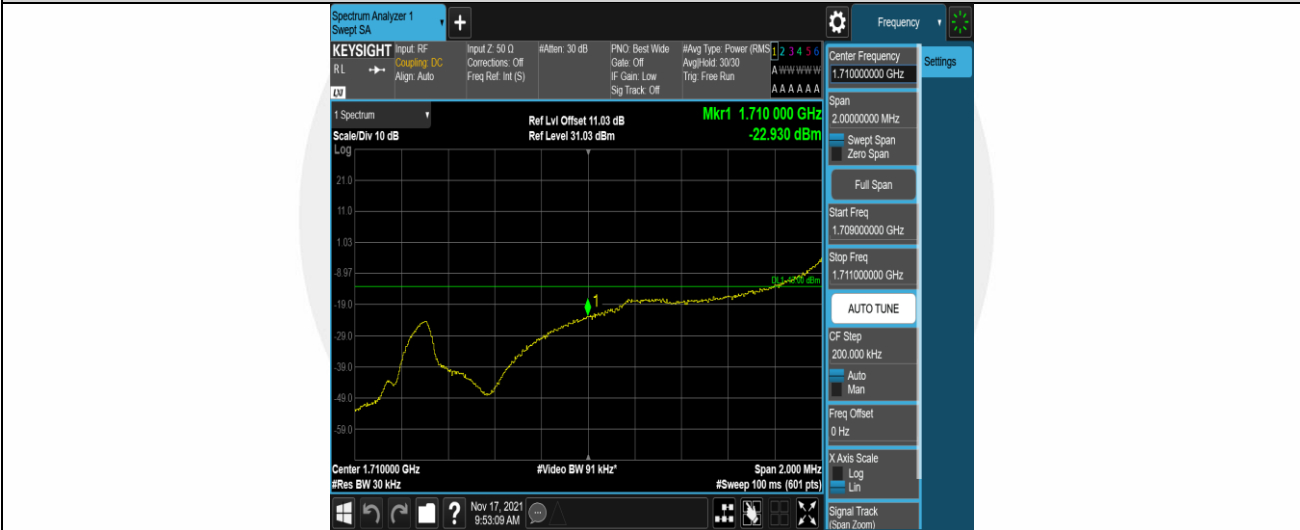 Spectrum Analyzer 1
Swept SA
+
Frequency
KEYSIGHT
R L
LXI
Input: RF
Coupling: DC
Align: Auto
Input Z: 50 Ω
Corrections: Off
Freq Ref: Int (S)
#Atten: 30 dB
PNO: Best Wide
Gate: Off
IF Gain: Low
Sig Track: Off
#Avg Type: Power (RMS
Avg|Hold: 30/30
Trig: Free Run
1 2 3 4 5 6
A W W W W W
A A A A A A
1 Spectrum
Scale/Div 10 dB
Log
Ref Lvl Offset 11.03 dB
Ref Level 31.03 dBm
Mkr1 1.710 000 GHz
-22.930 dBm
21.0
11.0
1.03
-8.97
-19.0
-29.0
-39.0
-49.0
-59.0
1
Center 1.710000 GHz
#Res BW 30 kHz
#Video BW 91 kHz*
Span 2.000 MHz
#Sweep 100 ms (601 pts)
Center Frequency
1.710000000 GHz
Span
2.00000000 MHz
Swept Span
Zero Span
Full Span
Start Freq
1.709000000 GHz
Stop Freq
1.711000000 GHz
AUTO TUNE
CF Step
200.000 kHz
Auto
Man
Freq Offset
0 Hz
X Axis Scale
Log
Lin
Signal Track
(Span Zoom)
Settings
?
Nov 17, 2021
9:53:09 AM